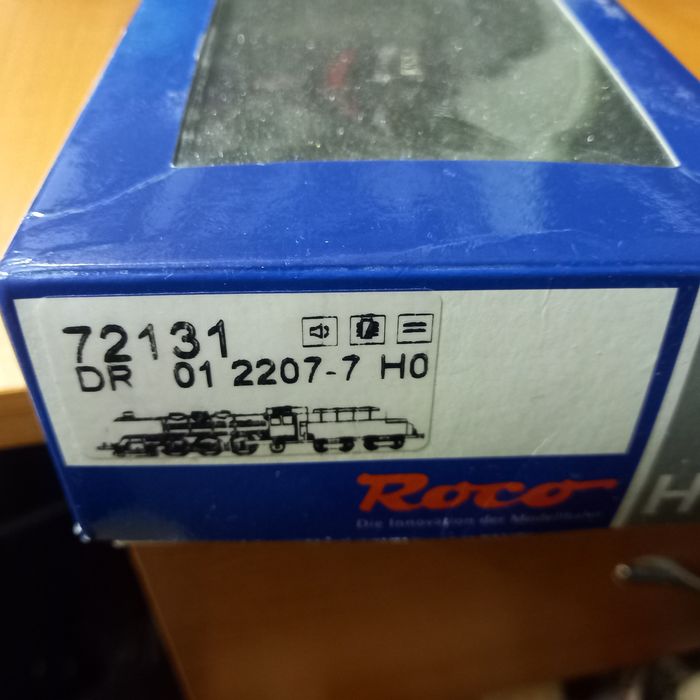 72131
DR 01 2207-7 H0
Roco
Die Innovation der Modellbahn
H